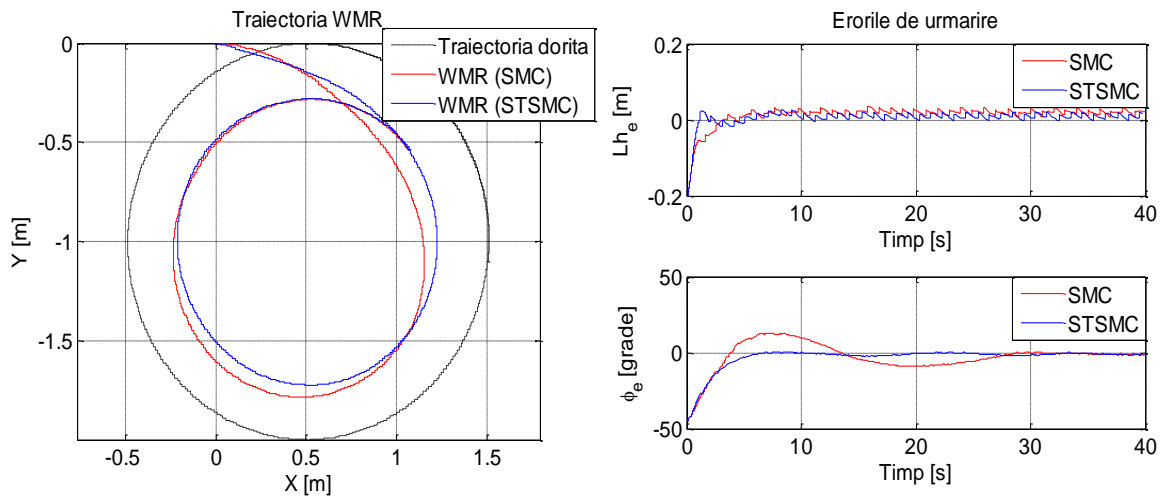 Traiectoria WMR
Traiectoria dorita
WMR (SMC)
WMR (STSMC)
0
-0.5
-1
-1.5
Y [m]
-0.5
0
0.5
1
1.5
X [m]
Erorile de urmarire
SMC
STSMC
0.2
0
-0.2
Lh_e [m]
0
10
20
30
40
Timp [s]
SMC
STSMC
50
0
-50
ϕ_e [grade]
0
10
20
30
40
Timp [s]